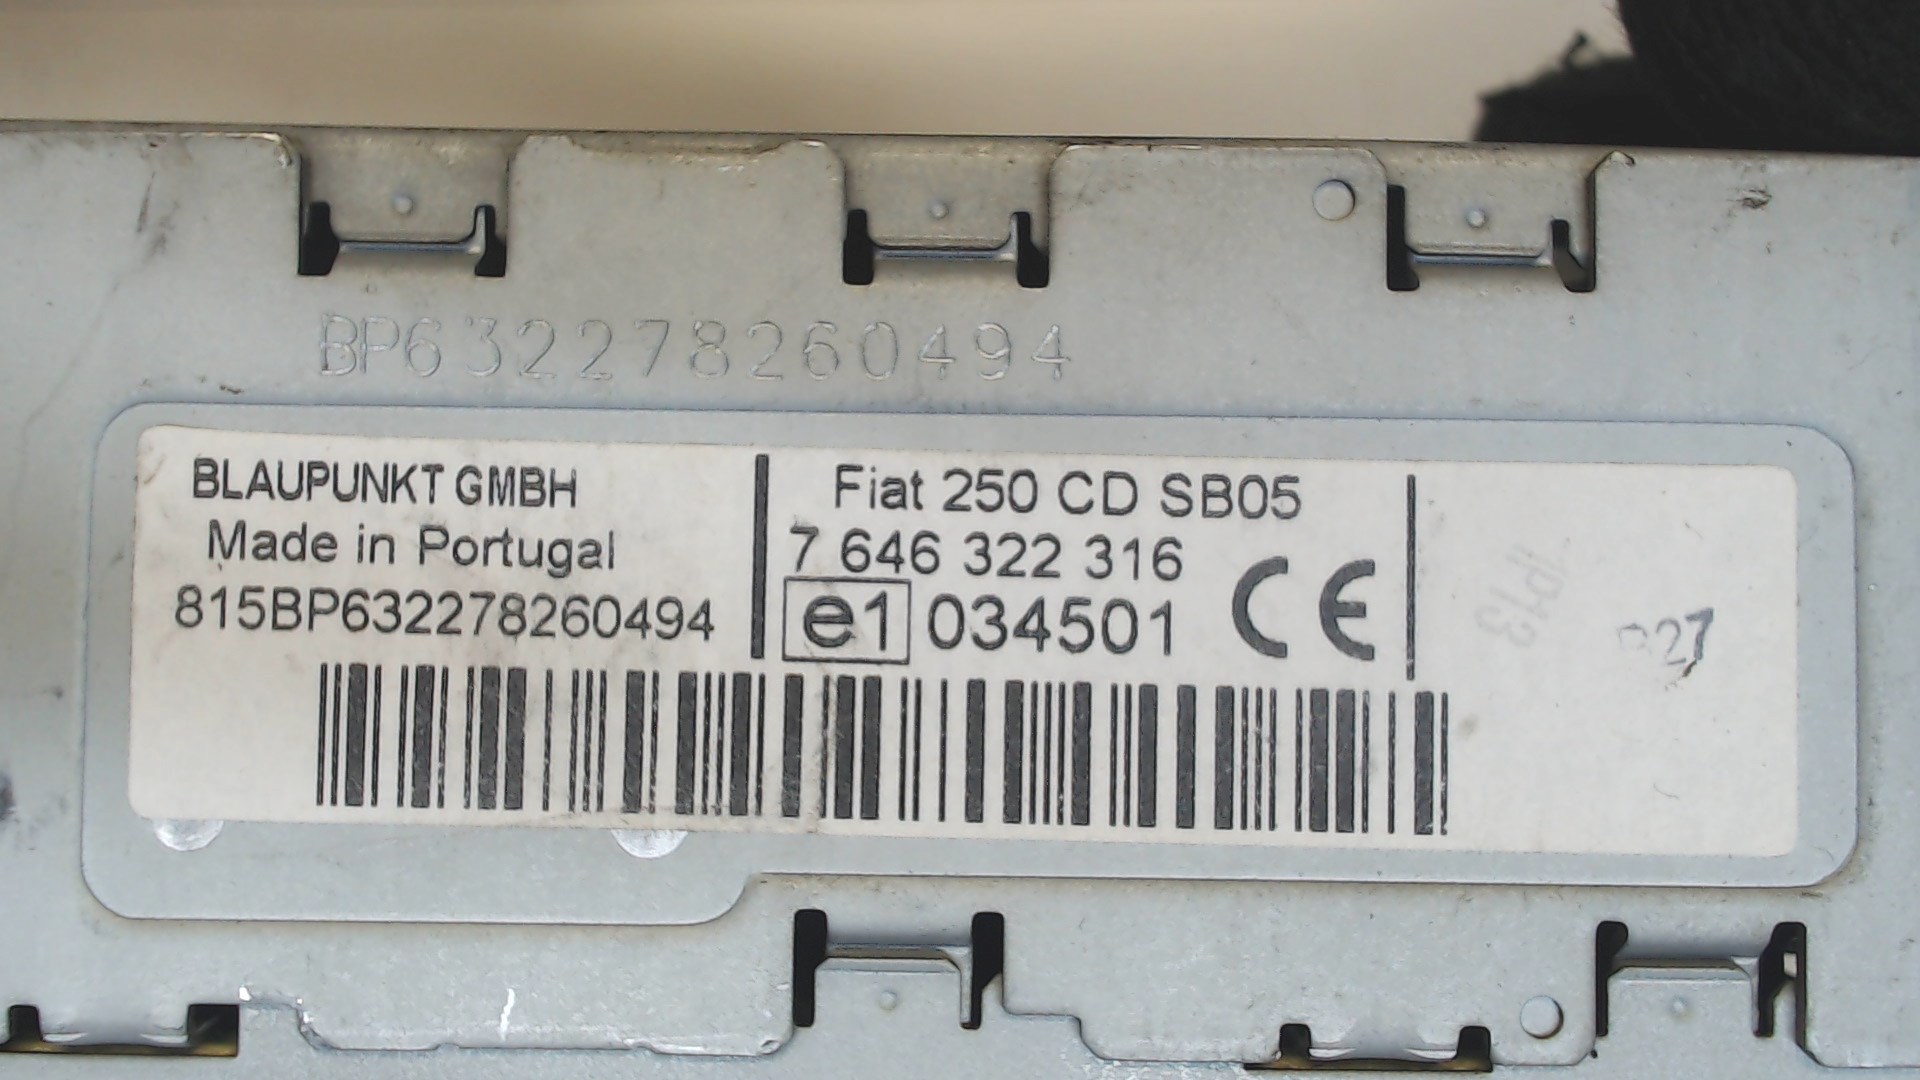 BP632278260494
BLAUPUNKT GMBH
Made in Portugal
815BP632278260494
Fiat 250 CD SB05
7 646 322 316
e1 034501 CE